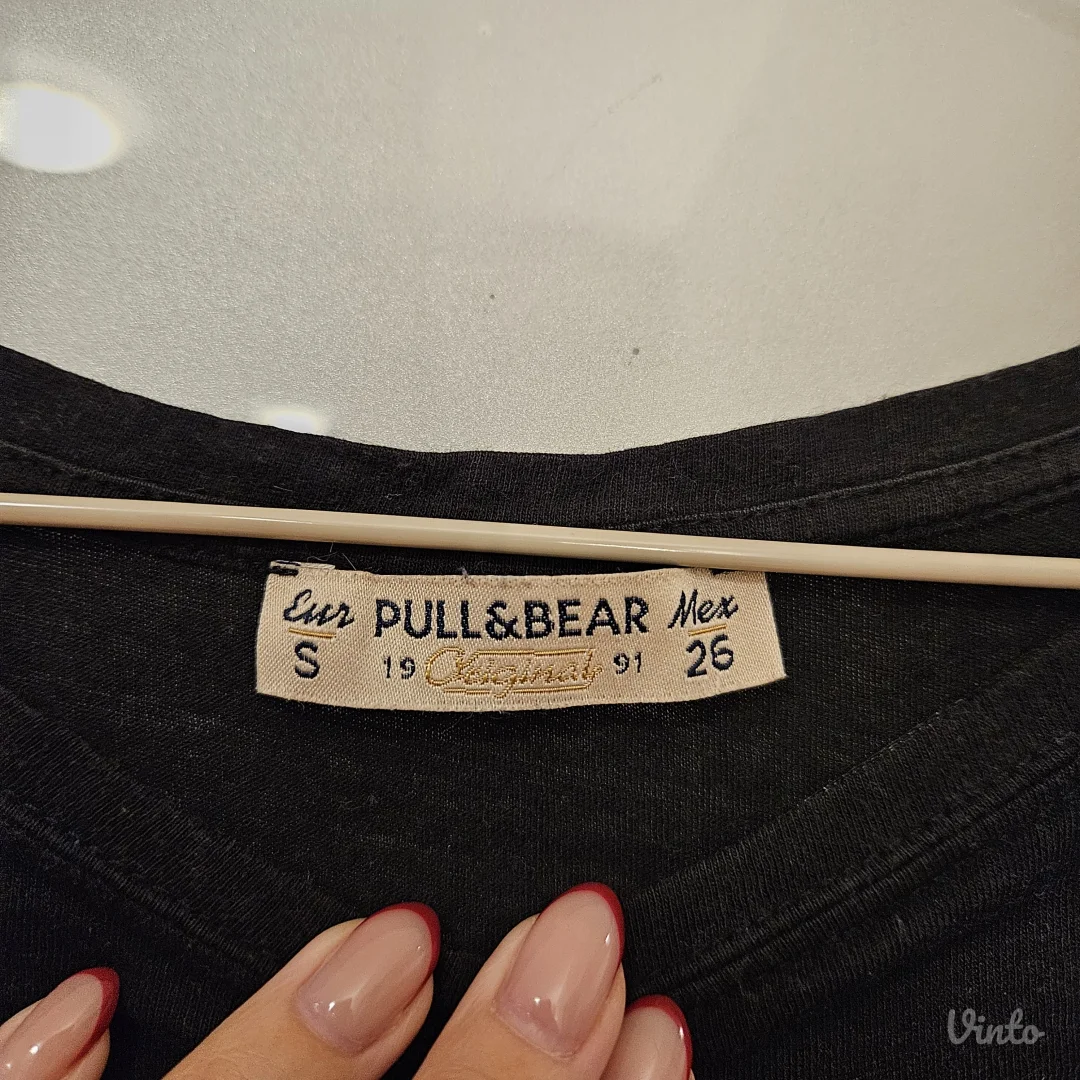 Eur PULL&BEAR Mex
S 19 Original 91 26
Vinto